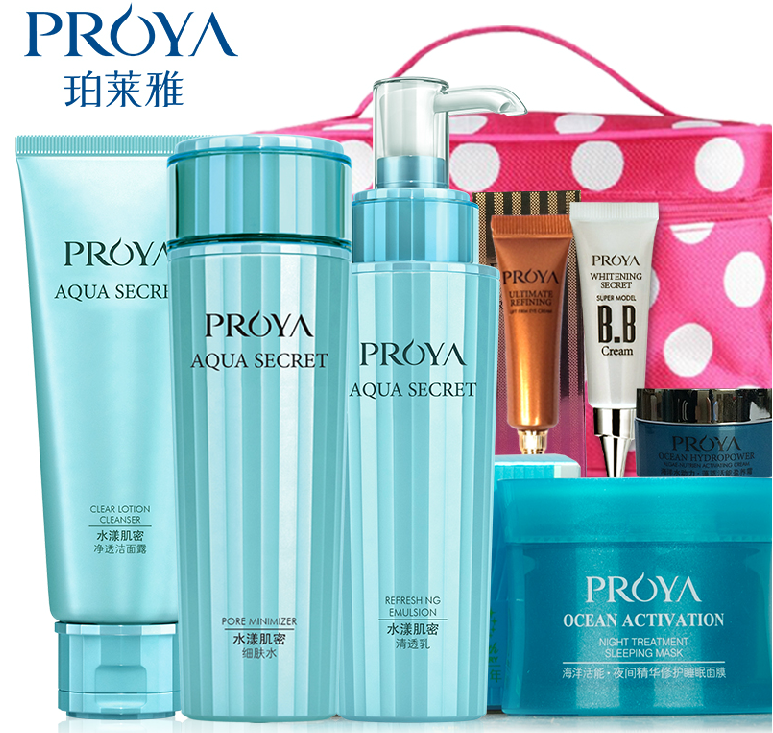 PROYA
珀莱雅
PROYA
AQUA SECRE
CLEAR LOTION
CLEANSER
水漾肌密
净透洁面露
PROYA
AQUA SECRET
PORE MINIMIZER
水漾肌密
细肤水
PROYA
AQUA SECRET
REFRESHING
EMULSION
水漾肌密
清透乳
PROYA
ULTIMATE
REFINING
PROYA
WHITENING
SECRET
SUPER MODEL
B.B
Cream
PROYA
OCEAN HYDROPOWER
年
PROYA
OCEAN ACTIVATION
NIGHT TREATMENT
SLEEPING MASK
海洋活能·夜间精华修护睡眠面膜